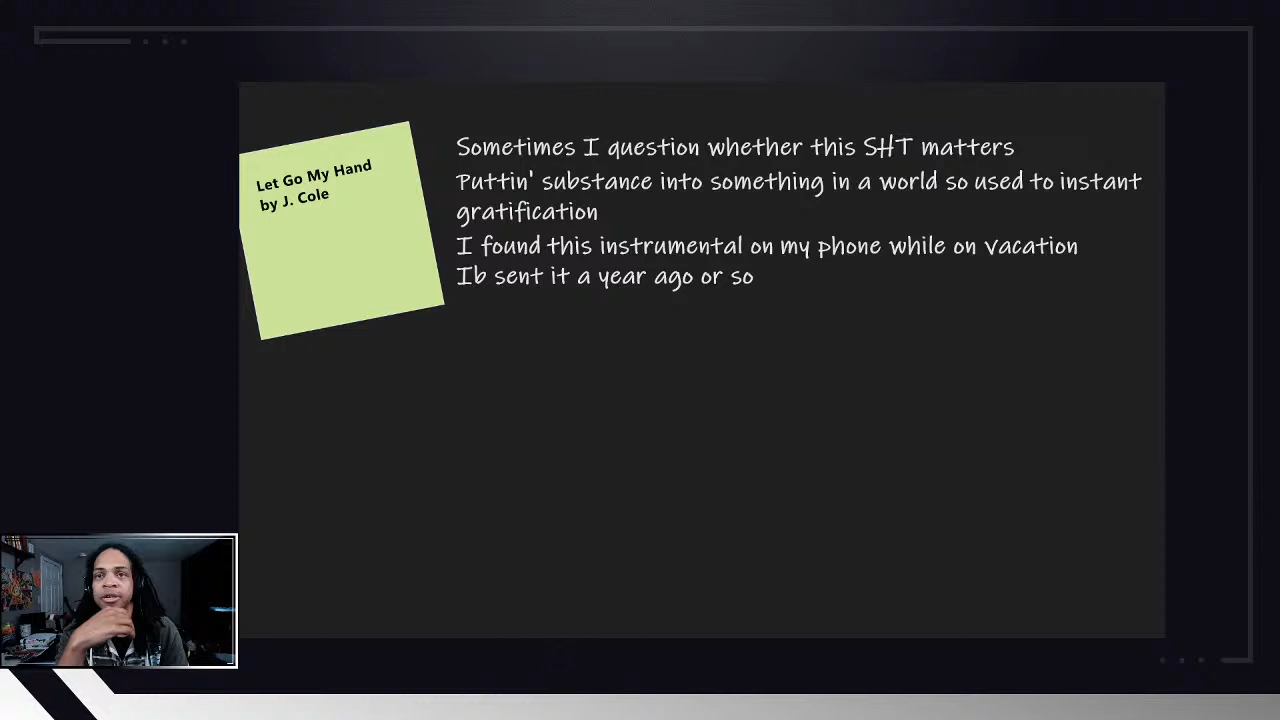 Let Go My Hand
by J. Cole
Sometimes I question whether this SHT matters
Puttin' substance into something in a world so used to instant
gratification
I found this instrumental on my phone while on vacation
Ib sent it a year ago or so